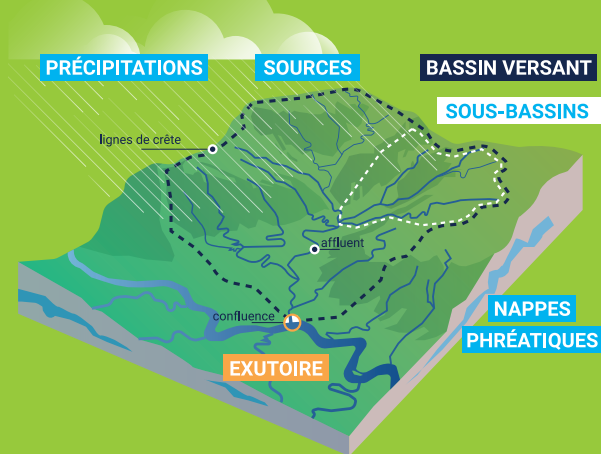 PRÉCIPITATIONS
SOURCES
BASSIN VERSANT
SOUS-BASSINS
lignes de crête
affluent
confluence
NAPPES
PHRÉATIQUES
EXUTOIRE